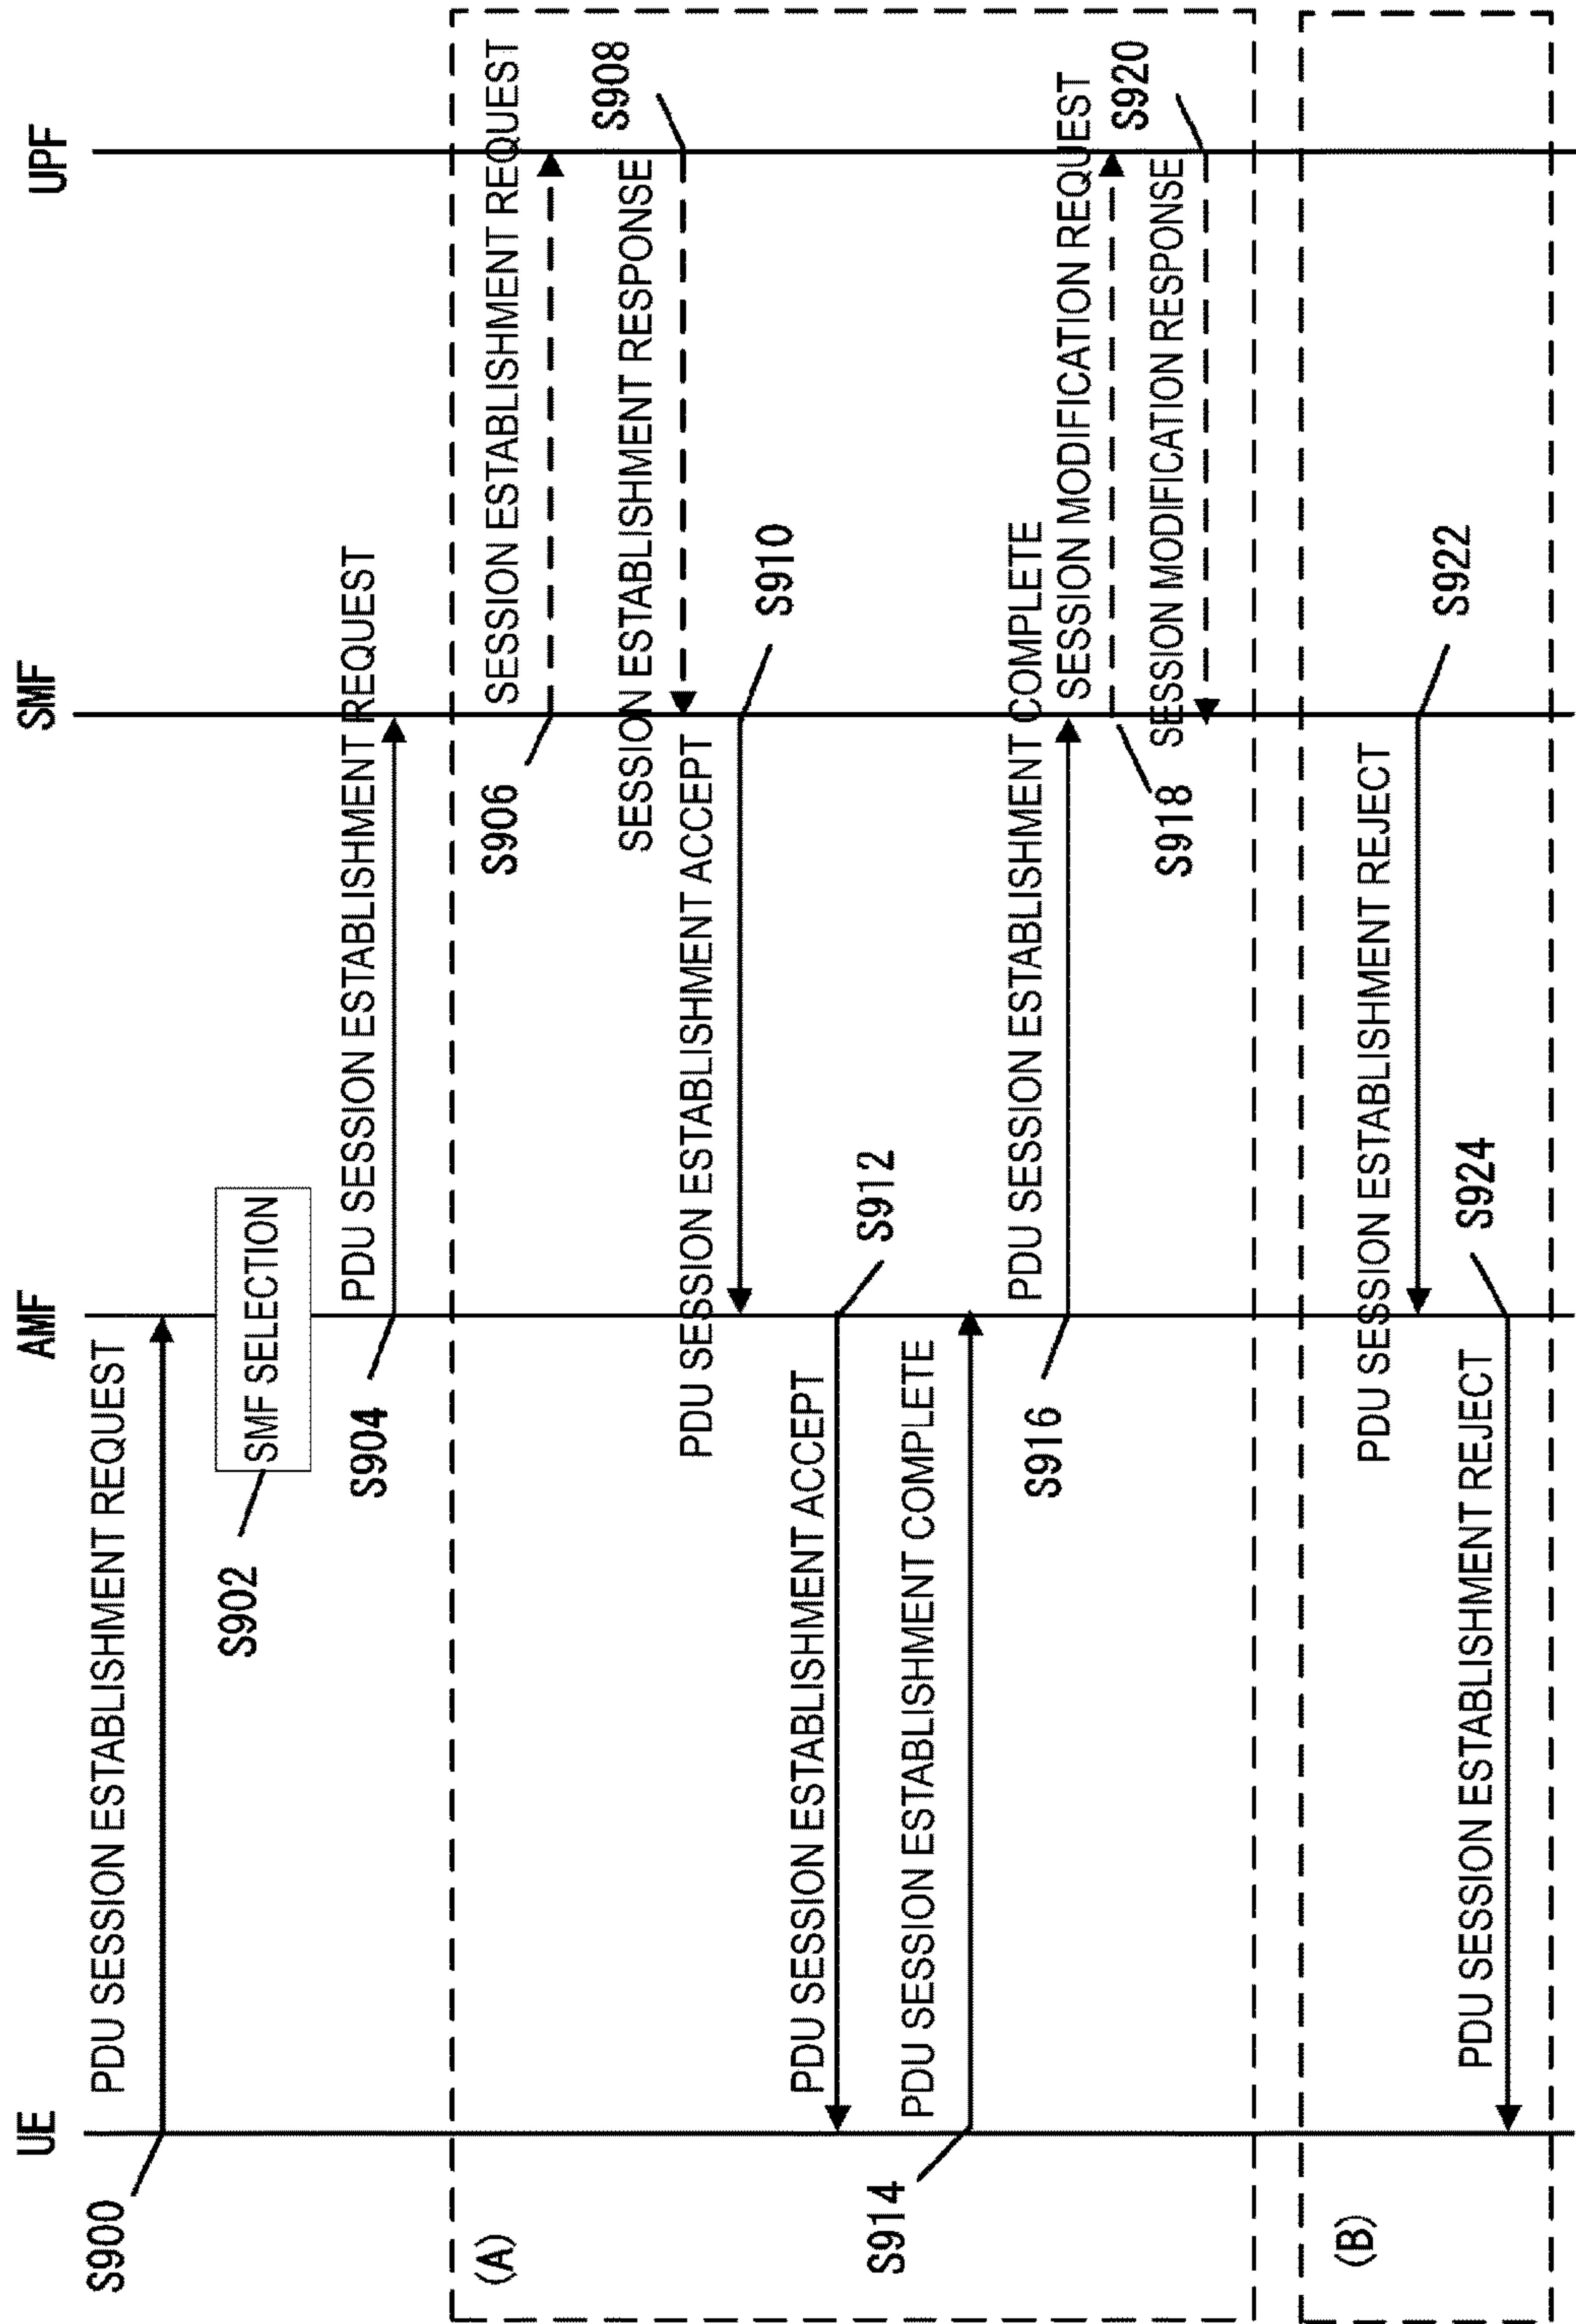 UE
AMF
SMF
UPF
S900
PDU SESSION ESTABLISHMENT REQUEST
S902
SMF SELECTION
S904
PDU SESSION ESTABLISHMENT REQUEST
(A)
S906
SESSION ESTABLISHMENT REQUEST
SESSION ESTABLISHMENT RESPONSE
S908
PDU SESSION ESTABLISHMENT ACCEPT
S910
PDU SESSION ESTABLISHMENT ACCEPT
S912
S914
PDU SESSION ESTABLISHMENT COMPLETE
S916
PDU SESSION ESTABLISHMENT COMPLETE
SESSION MODIFICATION REQUEST
S918
SESSION MODIFICATION RESPONSE
S920
(B)
PDU SESSION ESTABLISHMENT REJECT
S922
PDU SESSION ESTABLISHMENT REJECT
S924